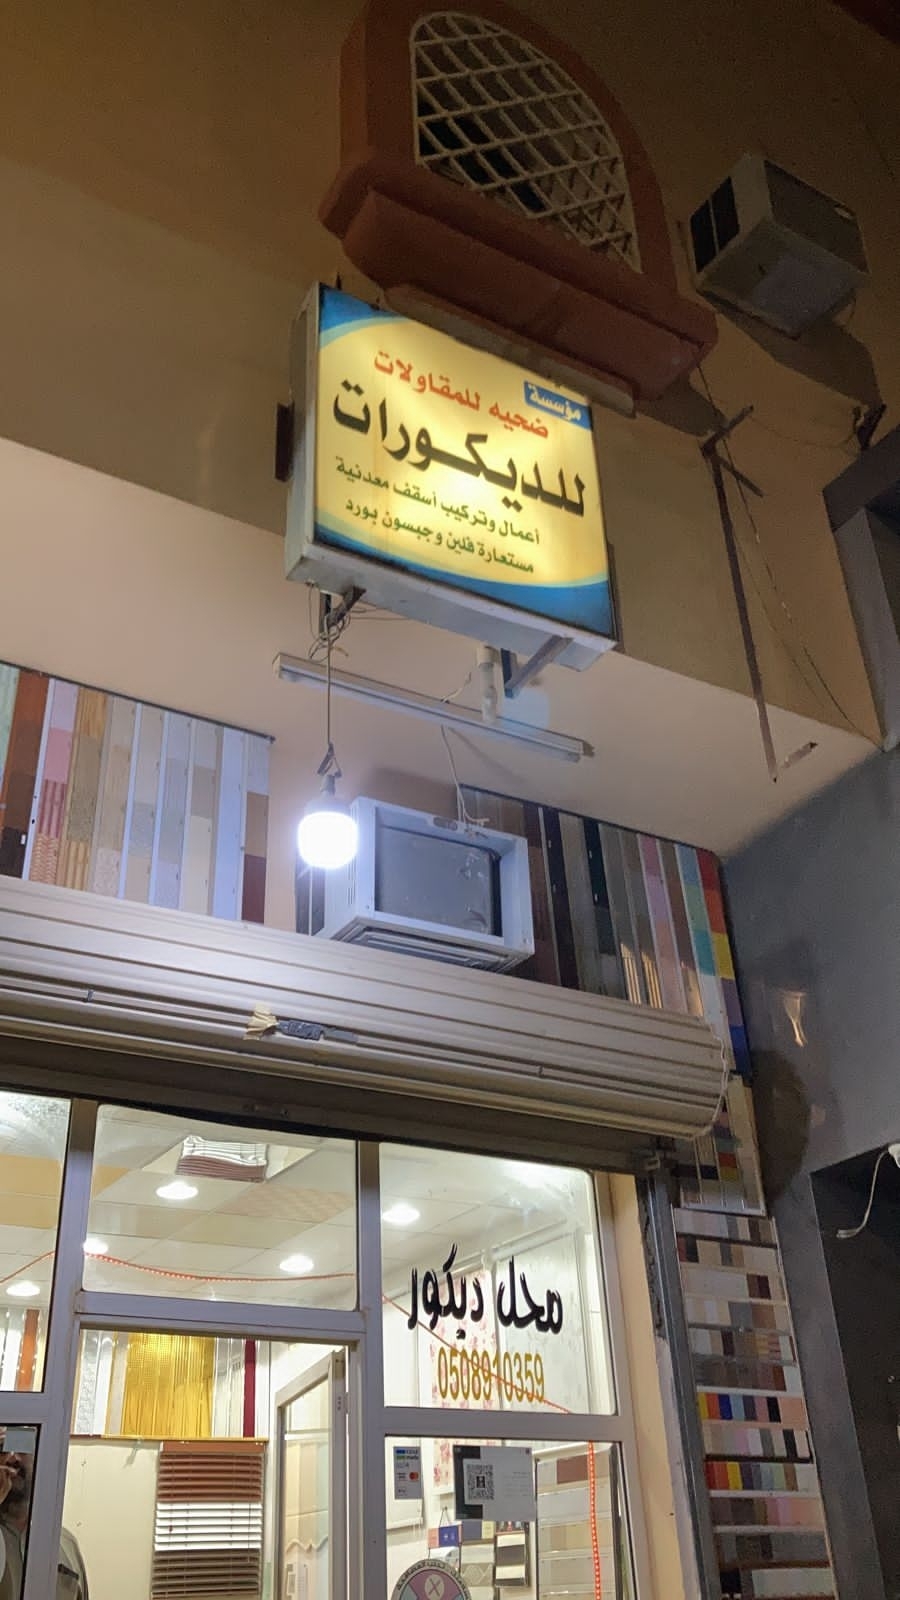 مؤسسة
ضحيه للمقاولات
للديكورات
أعمال وتركيب أسقف معدنية
مستعارة فلين وجبسون بورد
محل ديكور
0508910359